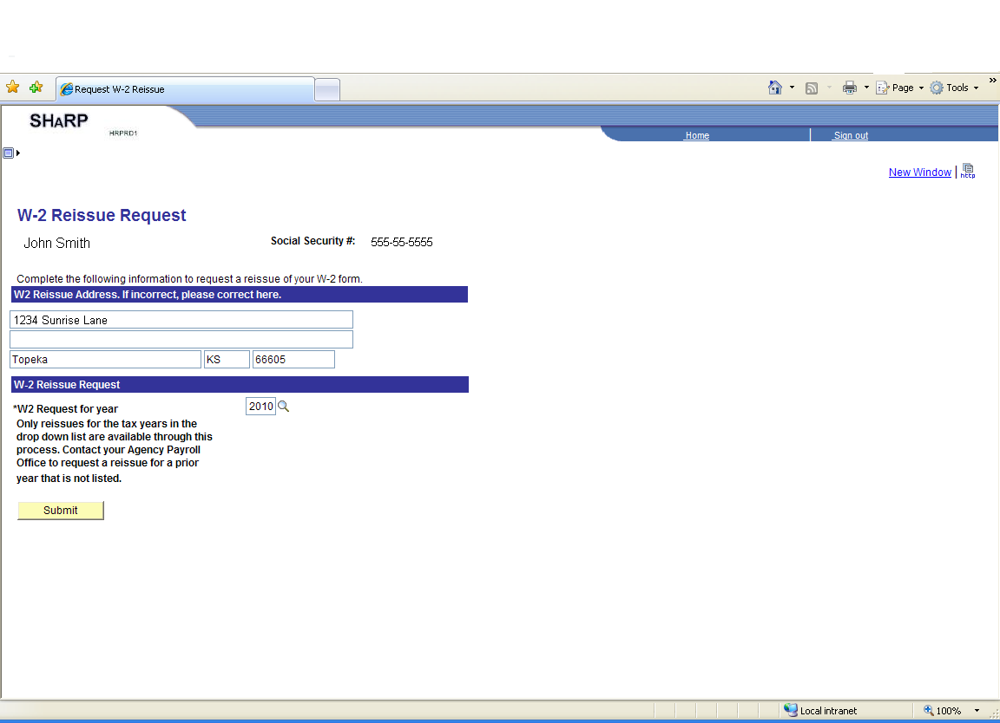 Request W-2 Reissue
Page
Tools
»
SHARP
HRPRD1
Home
Sign out
New Window
http
W-2 Reissue Request
John Smith
Social Security #:
555-55-5555
Complete the following information to request a reissue of your W-2 form.
W2 Reissue Address. If incorrect, please correct here.
1234 Sunrise Lane
Topeka
KS
66605
W-2 Reissue Request
*W2 Request for year
2010
Only reissues for the tax years in the
drop down list are available through this
process. Contact your Agency Payroll
Office to request a reissue for a prior
year that is not listed.
Submit
Local intranet
100%